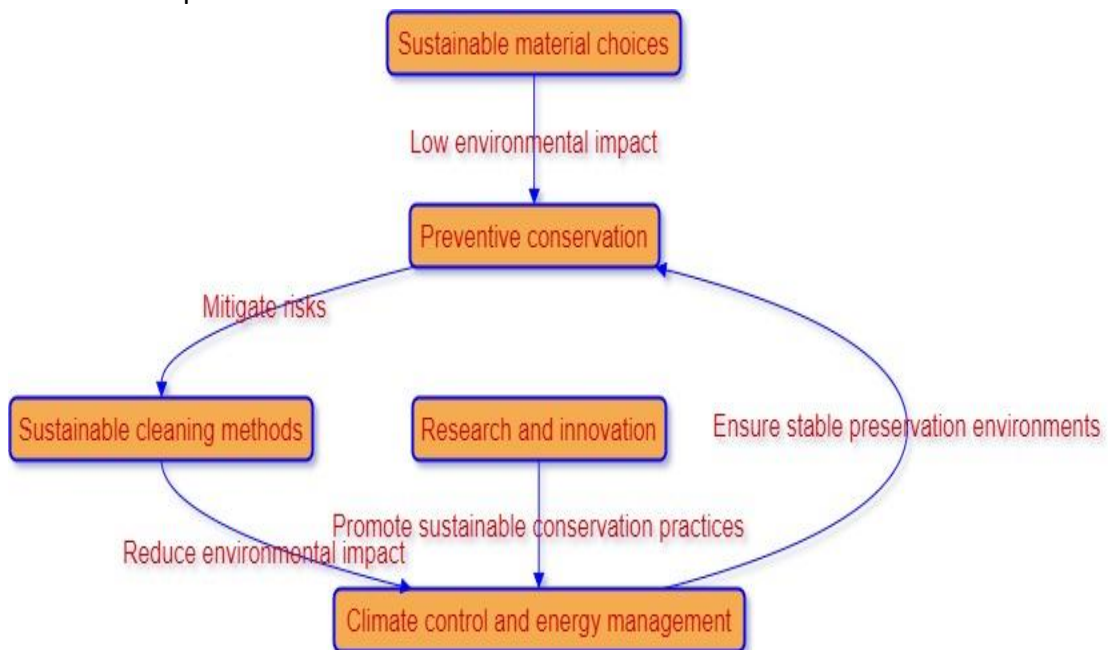 Sustainable material choices
Low environmental impact
Preventive conservation
Mitigate risks
Sustainable cleaning methods
Research and innovation
Ensure stable preservation environments
Promote sustainable conservation practices
Reduce environmental impact
Climate control and energy management